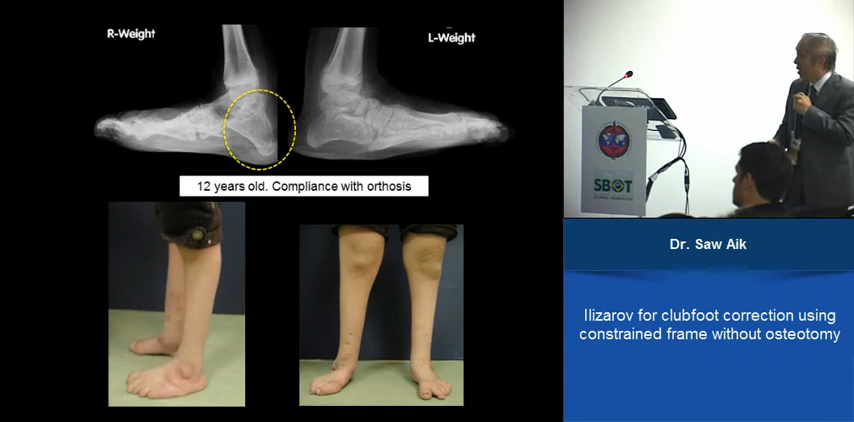 R-Weight
L-Weight
12 years old. Compliance with orthosis
SBOT
Dr. Saw Aik
Ilizarov for clubfoot correction using
constrained frame without osteotomy